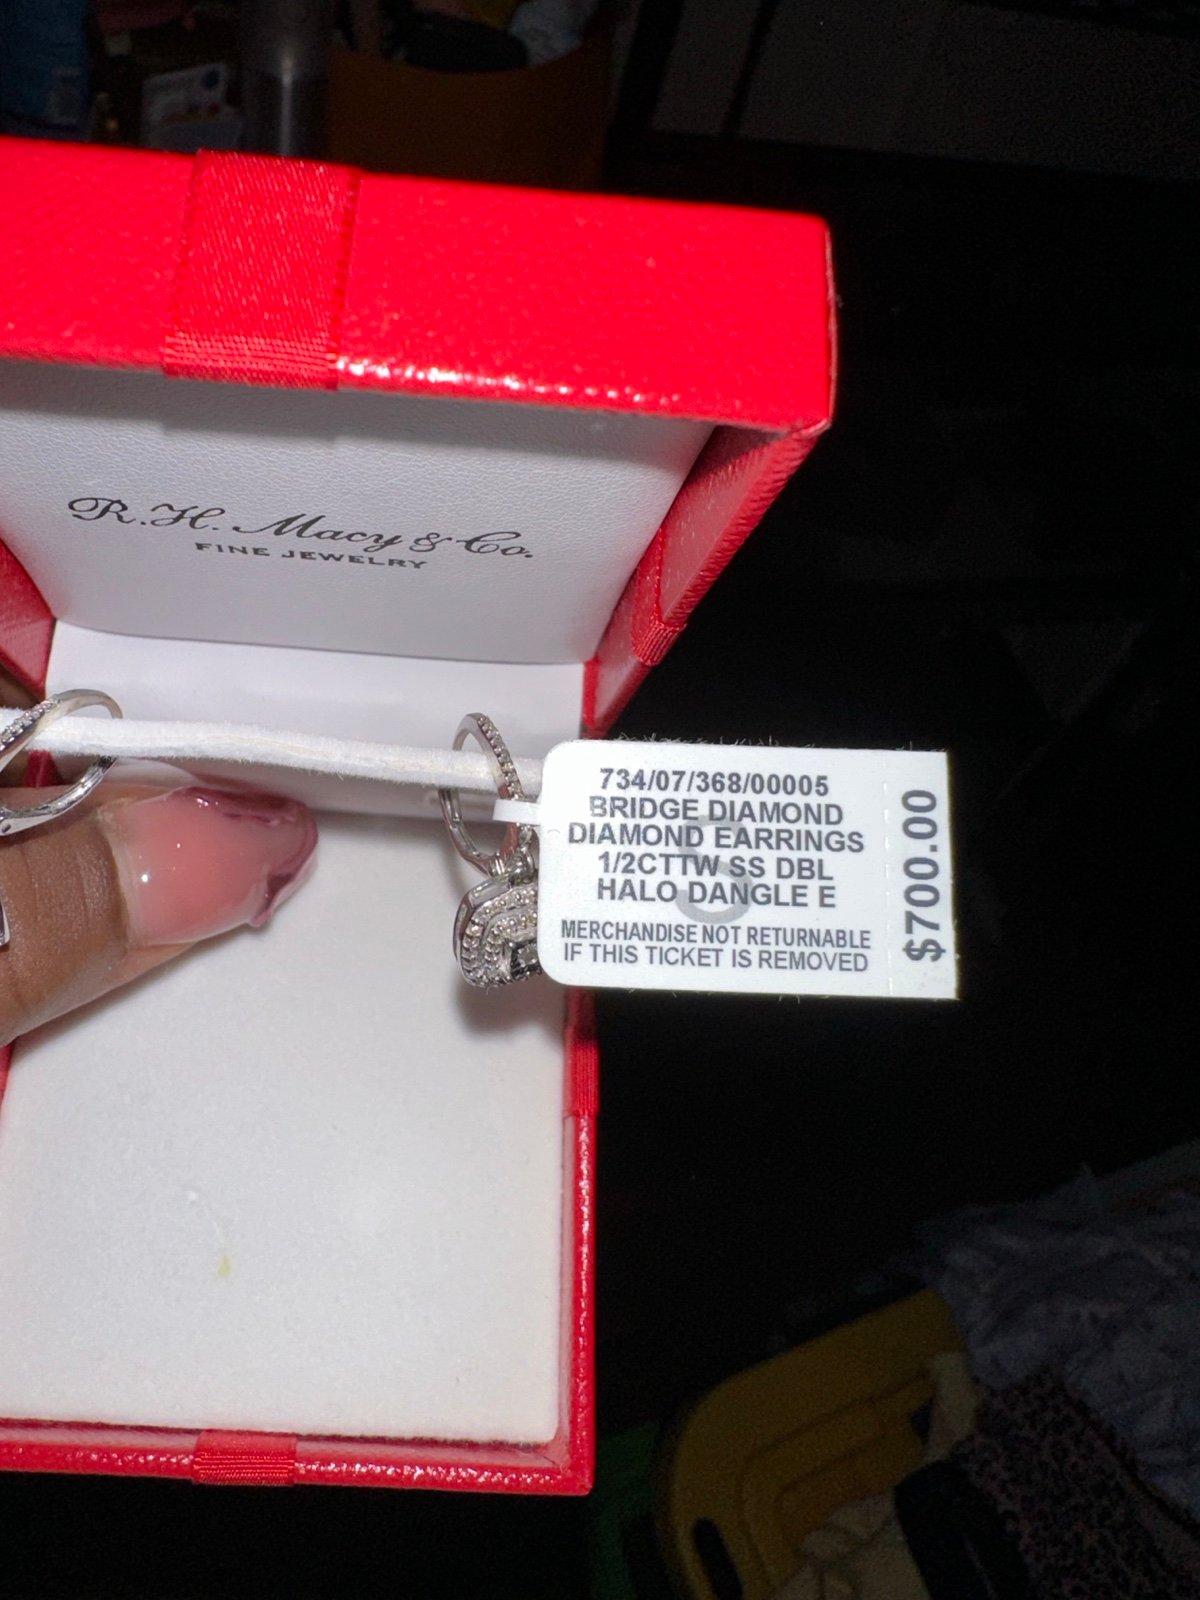 R.H. Macy & Co.
FINE JEWELRY
734/07/368/00005
BRIDGE DIAMOND
DIAMOND EARRINGS
1/2CTTW SS DBL
HALO DANGLE E
MERCHANDISE NOT RETURNABLE
IF THIS TICKET IS REMOVED
$700.00
S